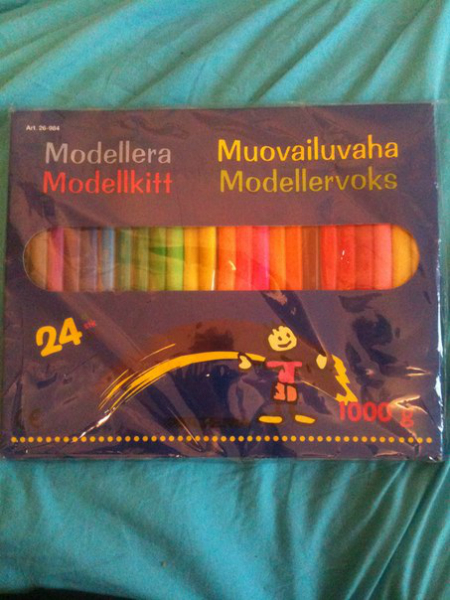 Art. 26-984
Modellera
Modellkitt
Muovailuvaha
Modellervoks
24
1000 g